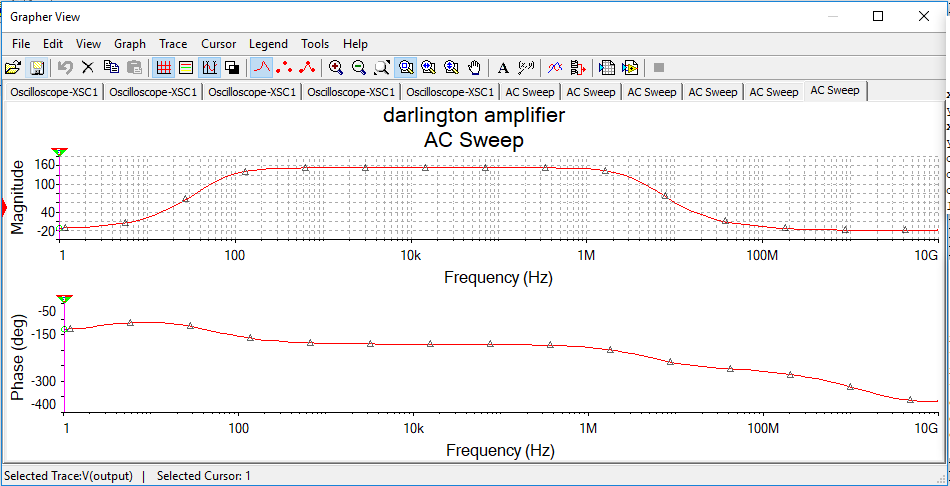 Grapher View
File Edit View Graph Trace Cursor Legend Tools Help
A
Oscilloscope-XSC1 Oscilloscope-XSC1 Oscilloscope-XSC1 Oscilloscope-XSC1 Oscilloscope-XSC1 AC Sweep AC Sweep AC Sweep AC Sweep AC Sweep AC Sweep
darlington amplifier
AC Sweep
Magnitude
160
100
40
-20
1 100 10k 1M 100M 10G
Frequency (Hz)
Phase (deg)
-50
-150
-300
-400
1 100 10k 1M 100M 10G
Frequency (Hz)
Selected Trace:V(output) | Selected Cursor: 1